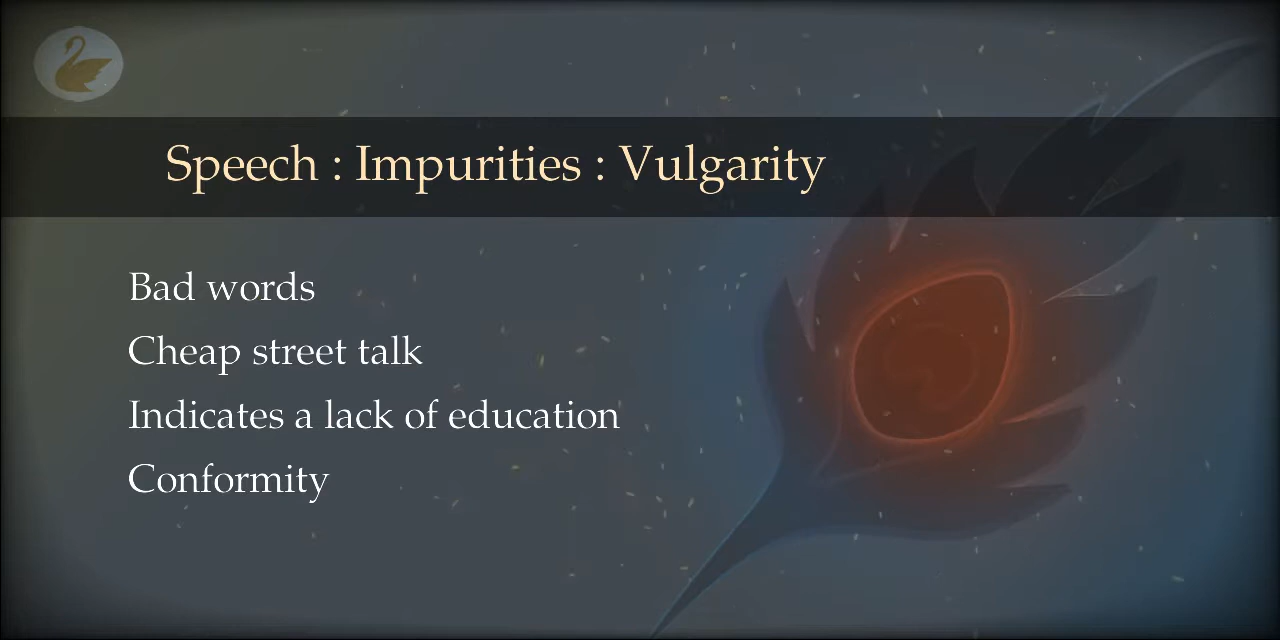 Speech : Impurities : Vulgarity
Bad words
Cheap street talk
Indicates a lack of education
Conformity